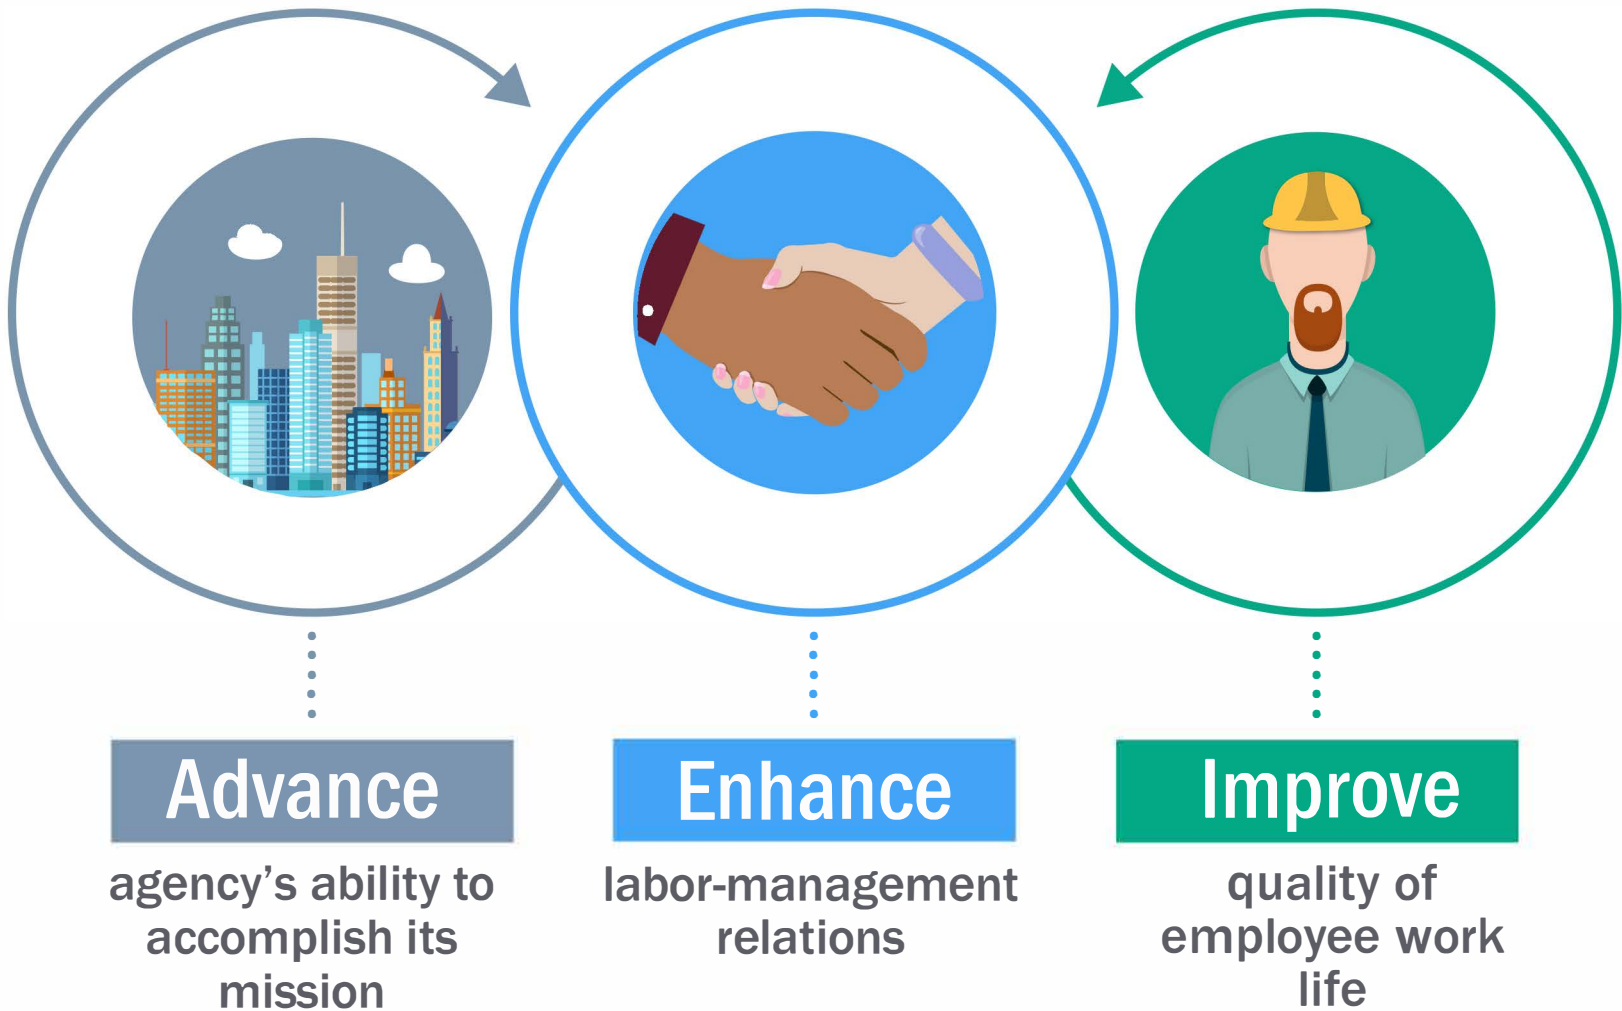 Advance
agency's ability to
accomplish its
mission
Enhance
labor-management
relations
Improve
quality of
employee work
life